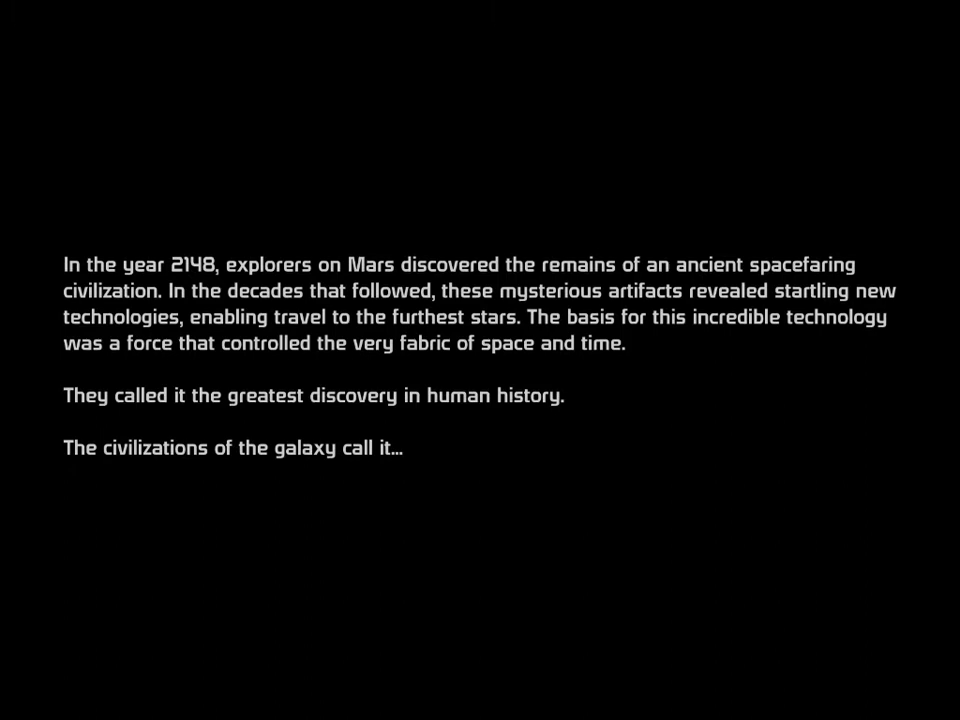 In the year 2148, explorers on Mars discovered the remains of an ancient spacefaring
civilization. In the decades that followed, these mysterious artifacts revealed startling new
technologies, enabling travel to the furthest stars. The basis for this incredible technology
was a force that controlled the very fabric of space and time.
They called it the greatest discovery in human history.
The civilizations of the galaxy call it...